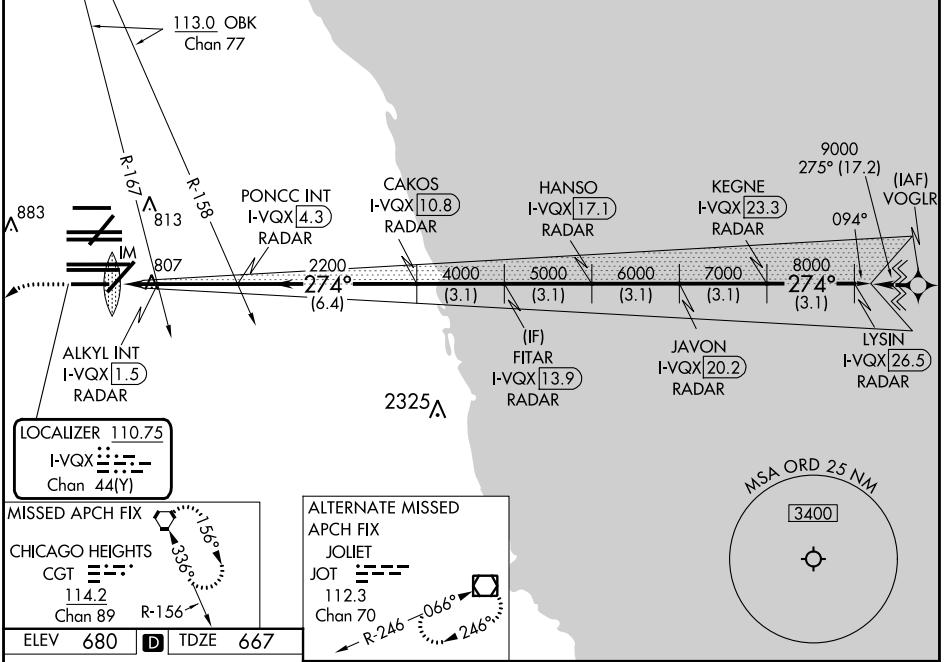 113.0 OBK
Chan 77
R-167
R-158
883
813
807
IM
PONCC INT
I-VQX 4.3
RADAR
CAKOS
I-VQX 10.8
RADAR
HANSO
I-VQX 17.1
RADAR
KEGNE
I-VQX 23.3
RADAR
9000
275° (17.2)
(IAF)
VOGLR
094°
2200
274°
(6.4)
4000
(3.1)
5000
(3.1)
6000
(3.1)
7000
(3.1)
8000
274°
(3.1)
ALKYL INT
I-VQX 1.5
RADAR
(IF)
FITAR
I-VQX 13.9
RADAR
JAVON
I-VQX 20.2
RADAR
LYSIN
I-VQX 26.5
RADAR
2325
LOCALIZER 110.75
I-VQX
Chan 44(Y)
MISSED APCH FIX
CHICAGO HEIGHTS
CGT
114.2
Chan 89
R-156
156°
336°
ALTERNATE MISSED
APCH FIX
JOLIET
JOT
112.3
Chan 70
R-246
066°
246°
MSA ORD 25 NM
3400
ELEV 680 D TDZE 667